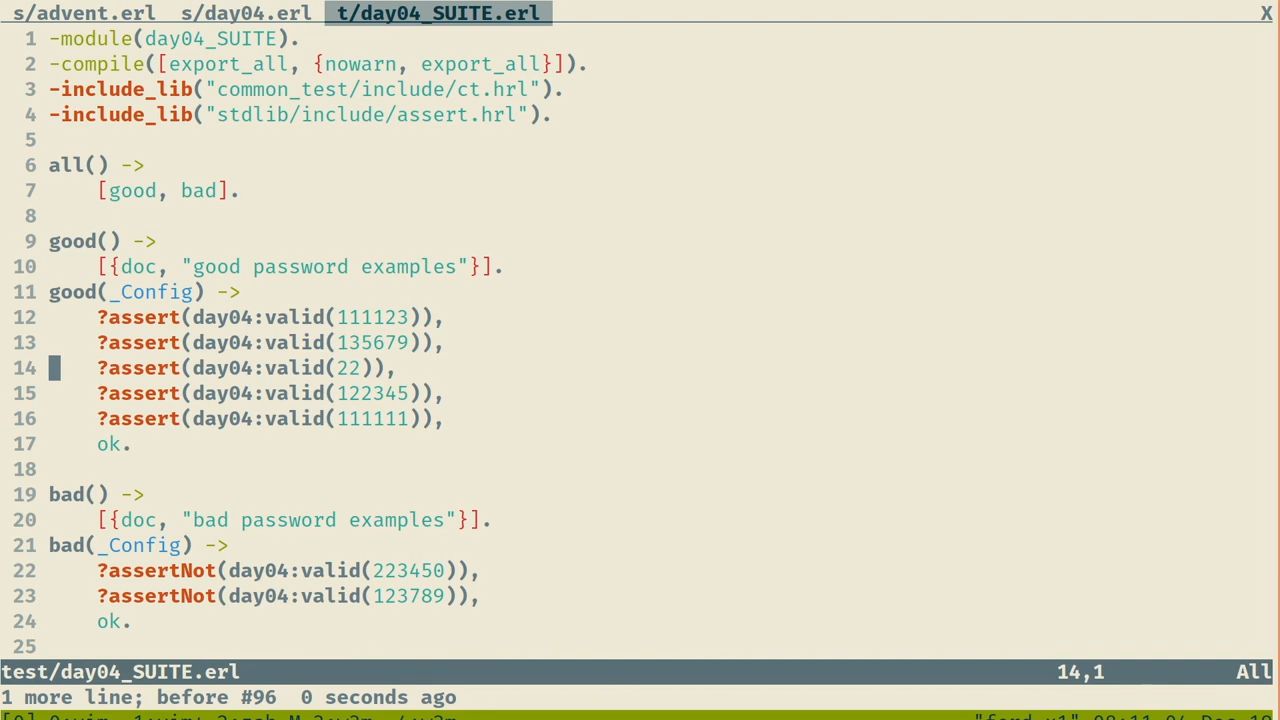 s/advent.erl  s/day04.erl  t/day04_SUITE.erl  X
1 -module(day04_SUITE).
2 -compile([export_all, {nowarn, export_all}]).
3 -include_lib("common_test/include/ct.hrl").
4 -include_lib("stdlib/include/assert.hrl").
5
6 all() ->
7     [good, bad].
8
9 good() ->
10     [{doc, "good password examples"}].
11 good(_Config) ->
12     ?assert(day04:valid(111123)),
13     ?assert(day04:valid(135679)),
14     ?assert(day04:valid(22)),
15     ?assert(day04:valid(122345)),
16     ?assert(day04:valid(111111)),
17     ok.
18
19 bad() ->
20     [{doc, "bad password examples"}].
21 bad(_Config) ->
22     ?assertNot(day04:valid(223450)),
23     ?assertNot(day04:valid(123789)),
24     ok.
25
test/day04_SUITE.erl  14,1  All
1 more line; before #96  0 seconds ago